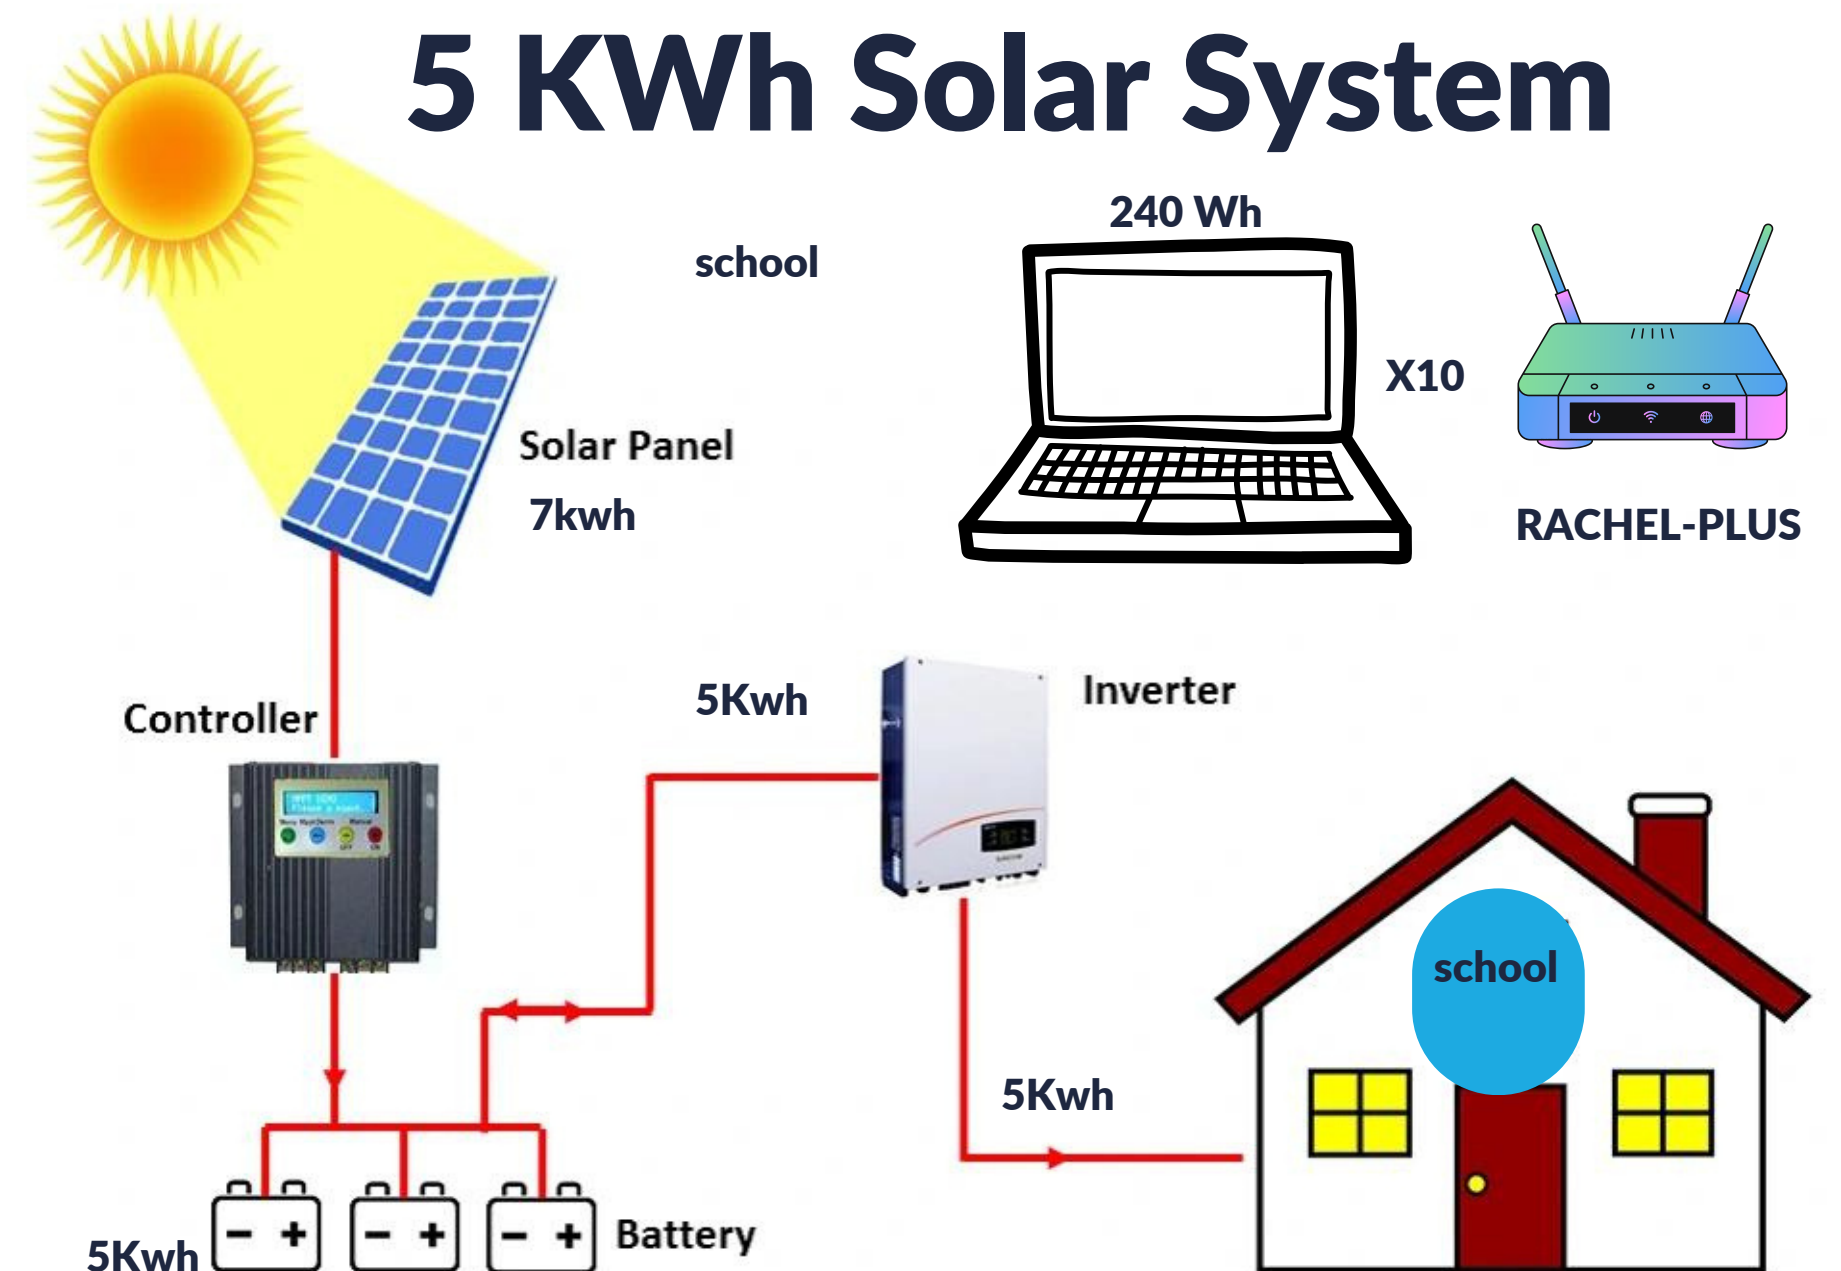 5 KWh Solar System
240 Wh
school
X10
Solar Panel
7kwh
RACHEL-PLUS
Controller
5Kwh
Inverter
school
5Kwh
Battery
5Kwh